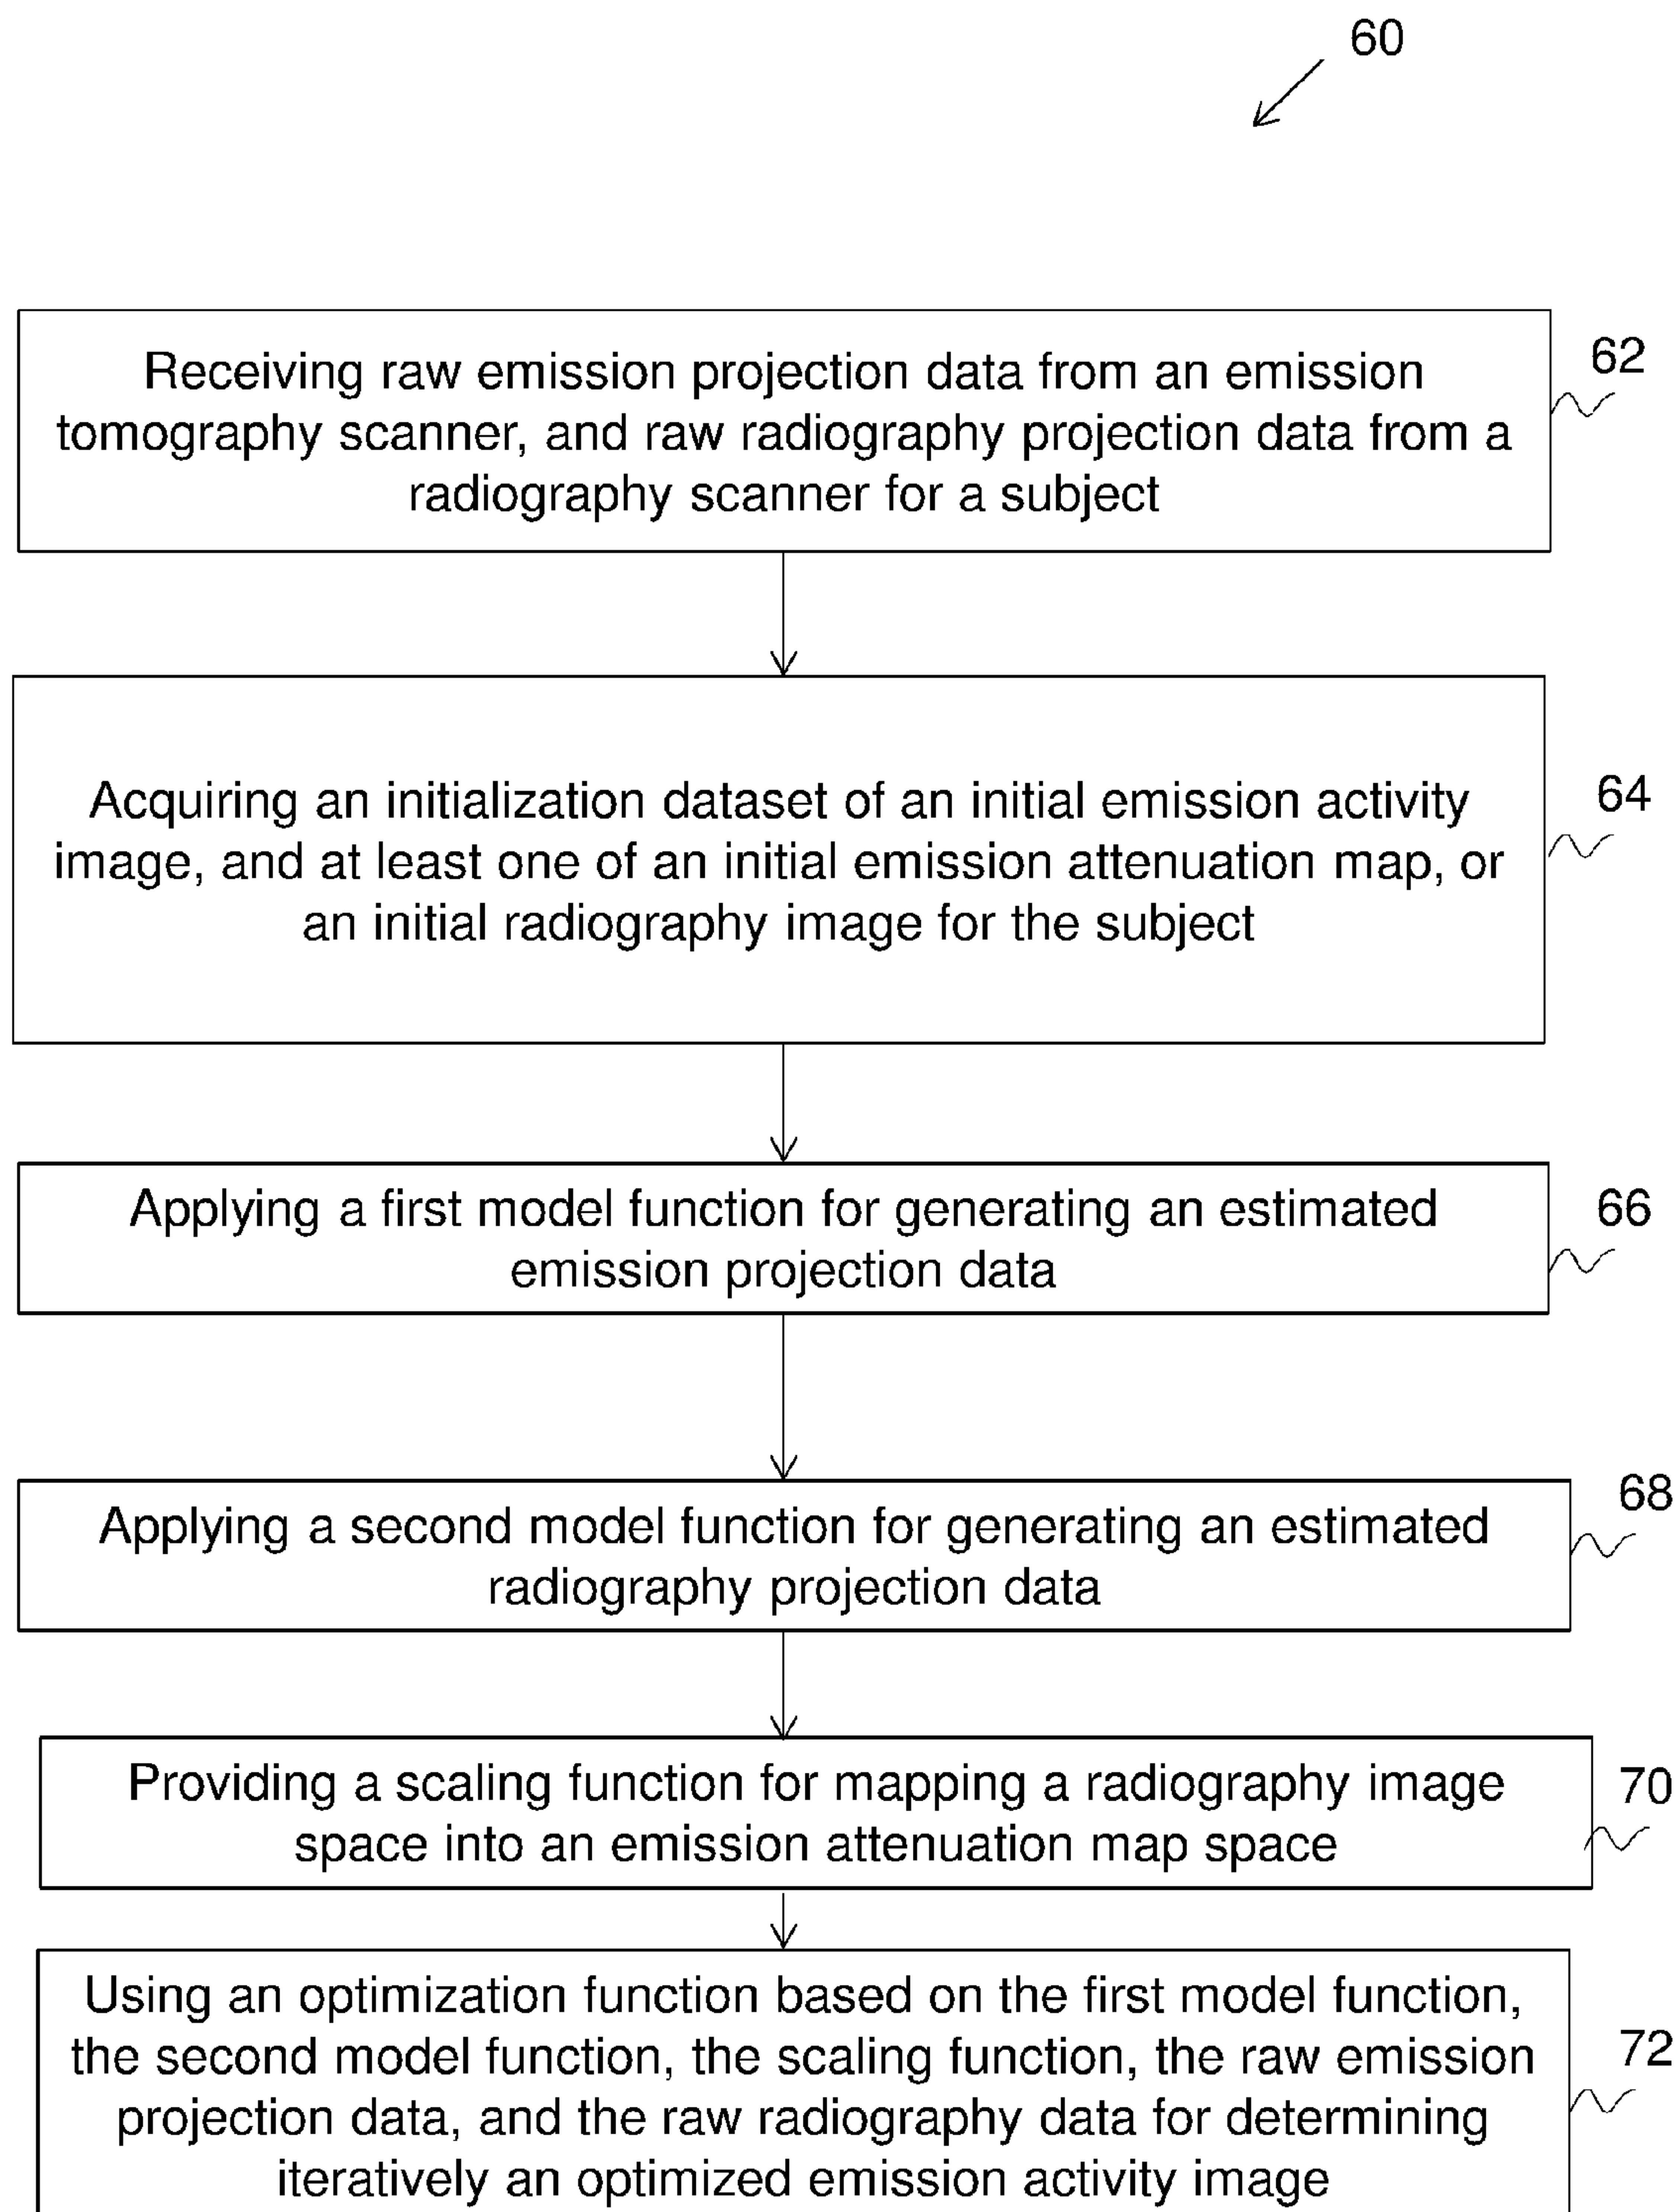 60
Receiving raw emission projection data from an emission
tomography scanner, and raw radiography projection data from a
radiography scanner for a subject
62
Acquiring an initialization dataset of an initial emission activity
image, and at least one of an initial emission attenuation map, or
an initial radiography image for the subject
64
Applying a first model function for generating an estimated
emission projection data
66
Applying a second model function for generating an estimated
radiography projection data
68
Providing a scaling function for mapping a radiography image
space into an emission attenuation map space
70
Using an optimization function based on the first model function,
the second model function, the scaling function, the raw emission
projection data, and the raw radiography data for determining
iteratively an optimized emission activity image
72